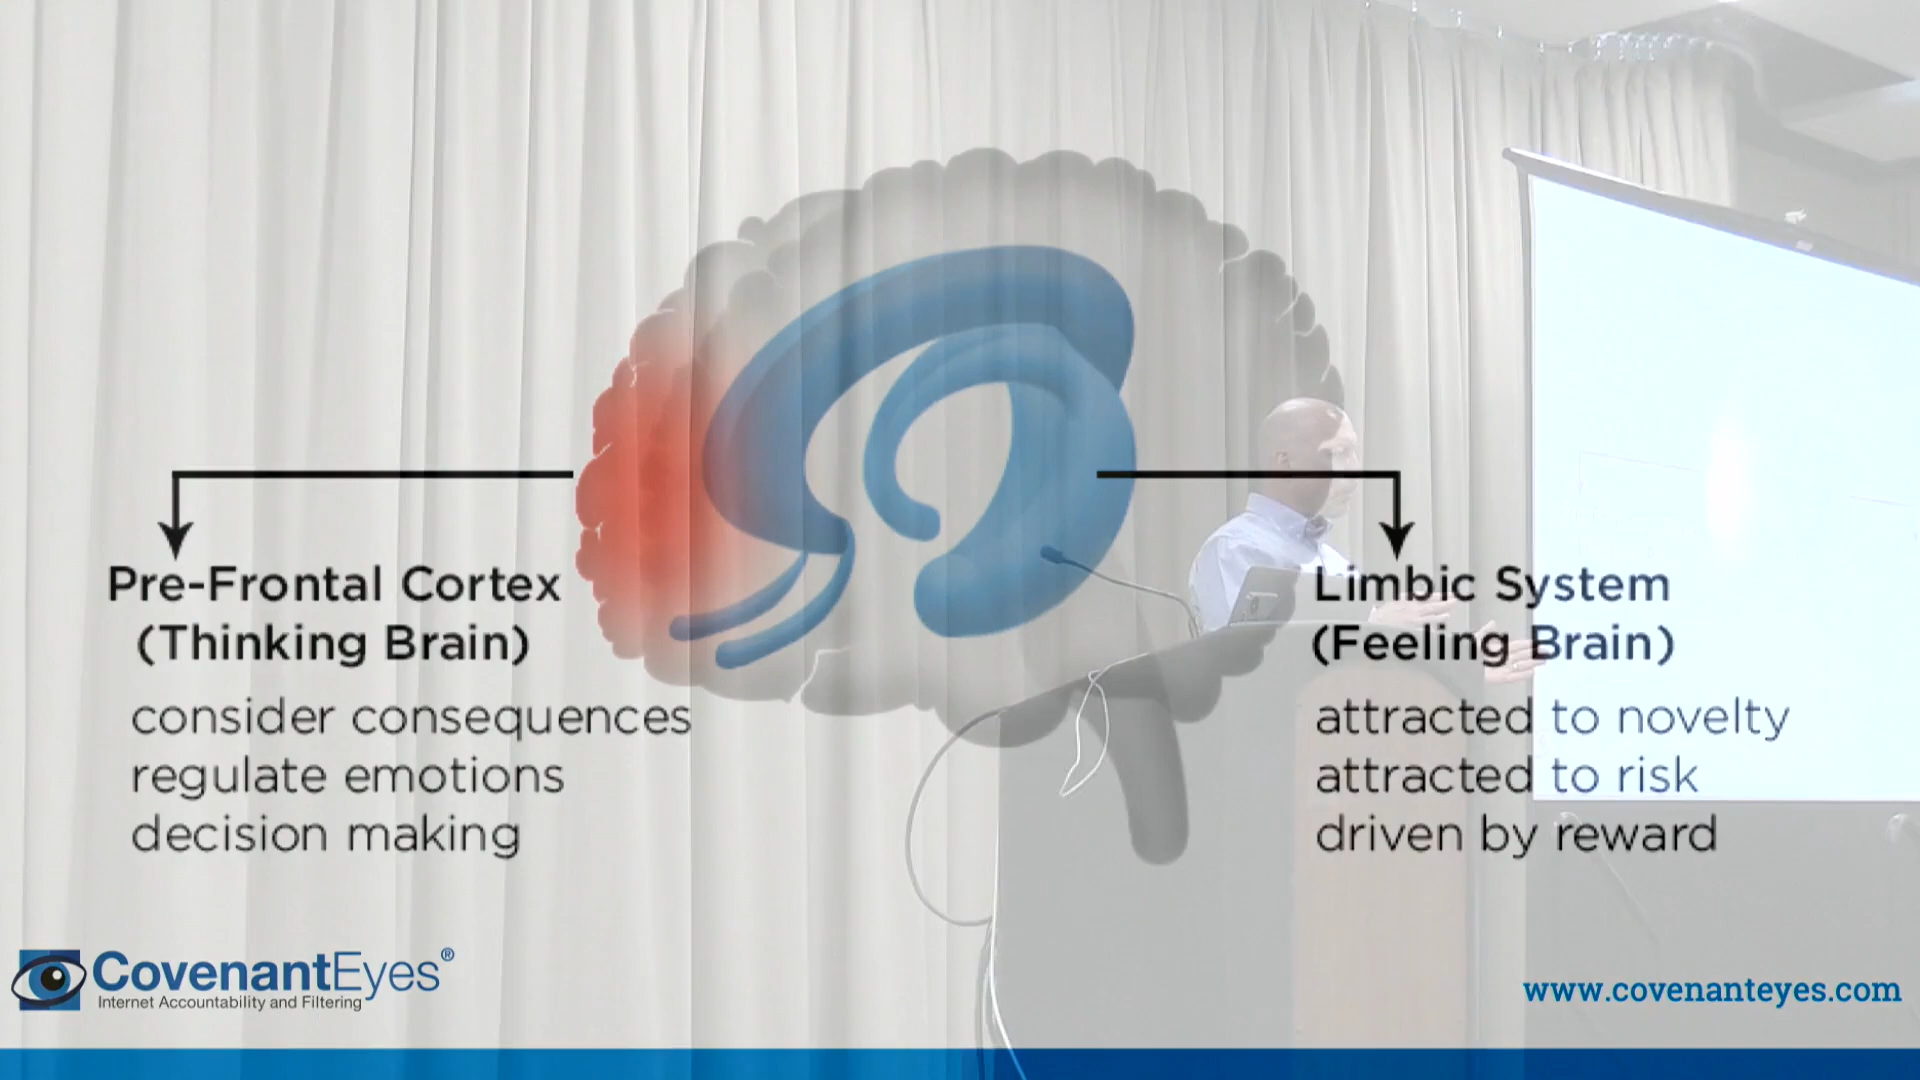 Pre-Frontal Cortex
(Thinking Brain)
consider consequences
regulate emotions
decision making
Limbic System
(Feeling Brain)
attracted to novelty
attracted to risk
driven by reward
CovenantEyes®
Internet Accountability and Filtering
www.covenanteyes.com